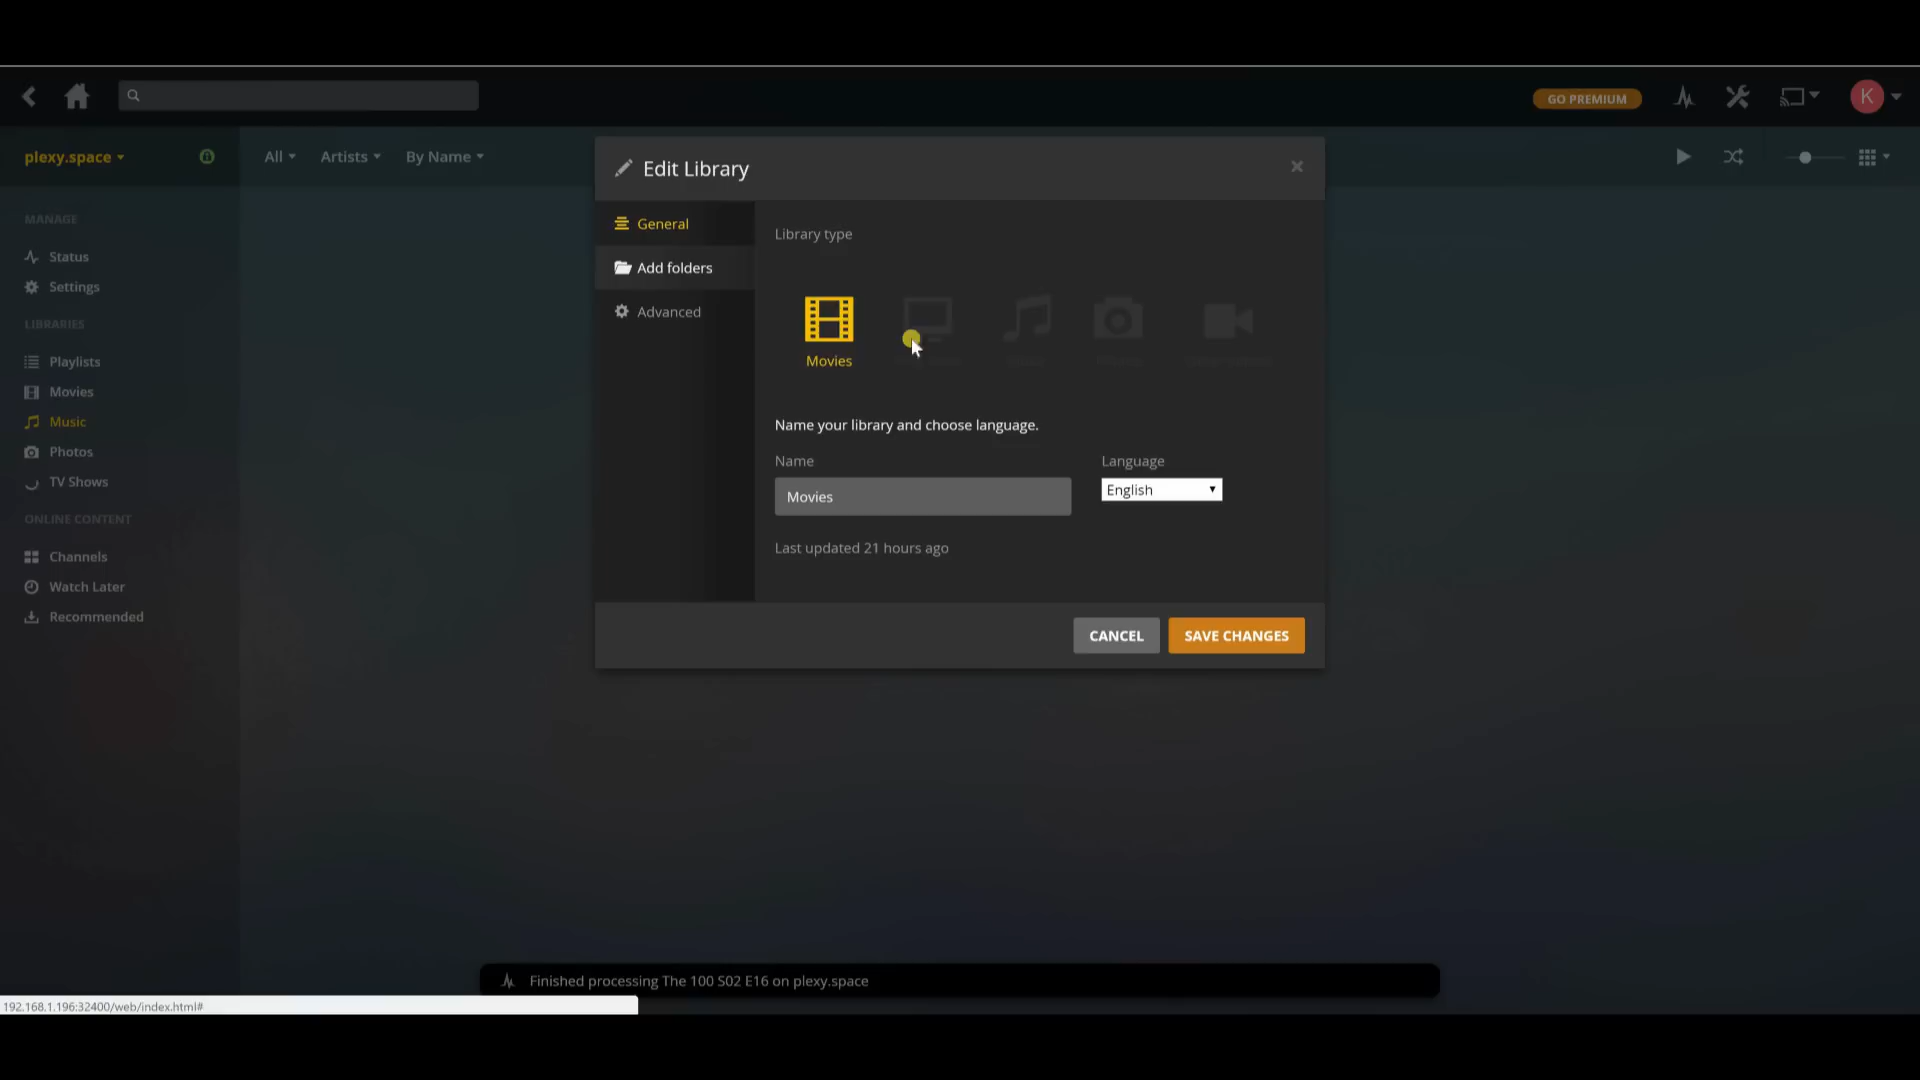 GO PREMIUM
K
plexy.space
All
Artists
By Name
MANAGE
Status
Settings
LIBRARIES
Playlists
Movies
Music
Photos
TV Shows
ONLINE CONTENT
Channels
Watch Later
Recommended
Edit Library
General
Add folders
Advanced
Library type
Movies
Name your library and choose language.
Name
Language
Movies
English
Last updated 21 hours ago
CANCEL
SAVE CHANGES
Finished processing The 100 S02 E16 on plexy.space
192.168.1.196:32400/web/index.html#